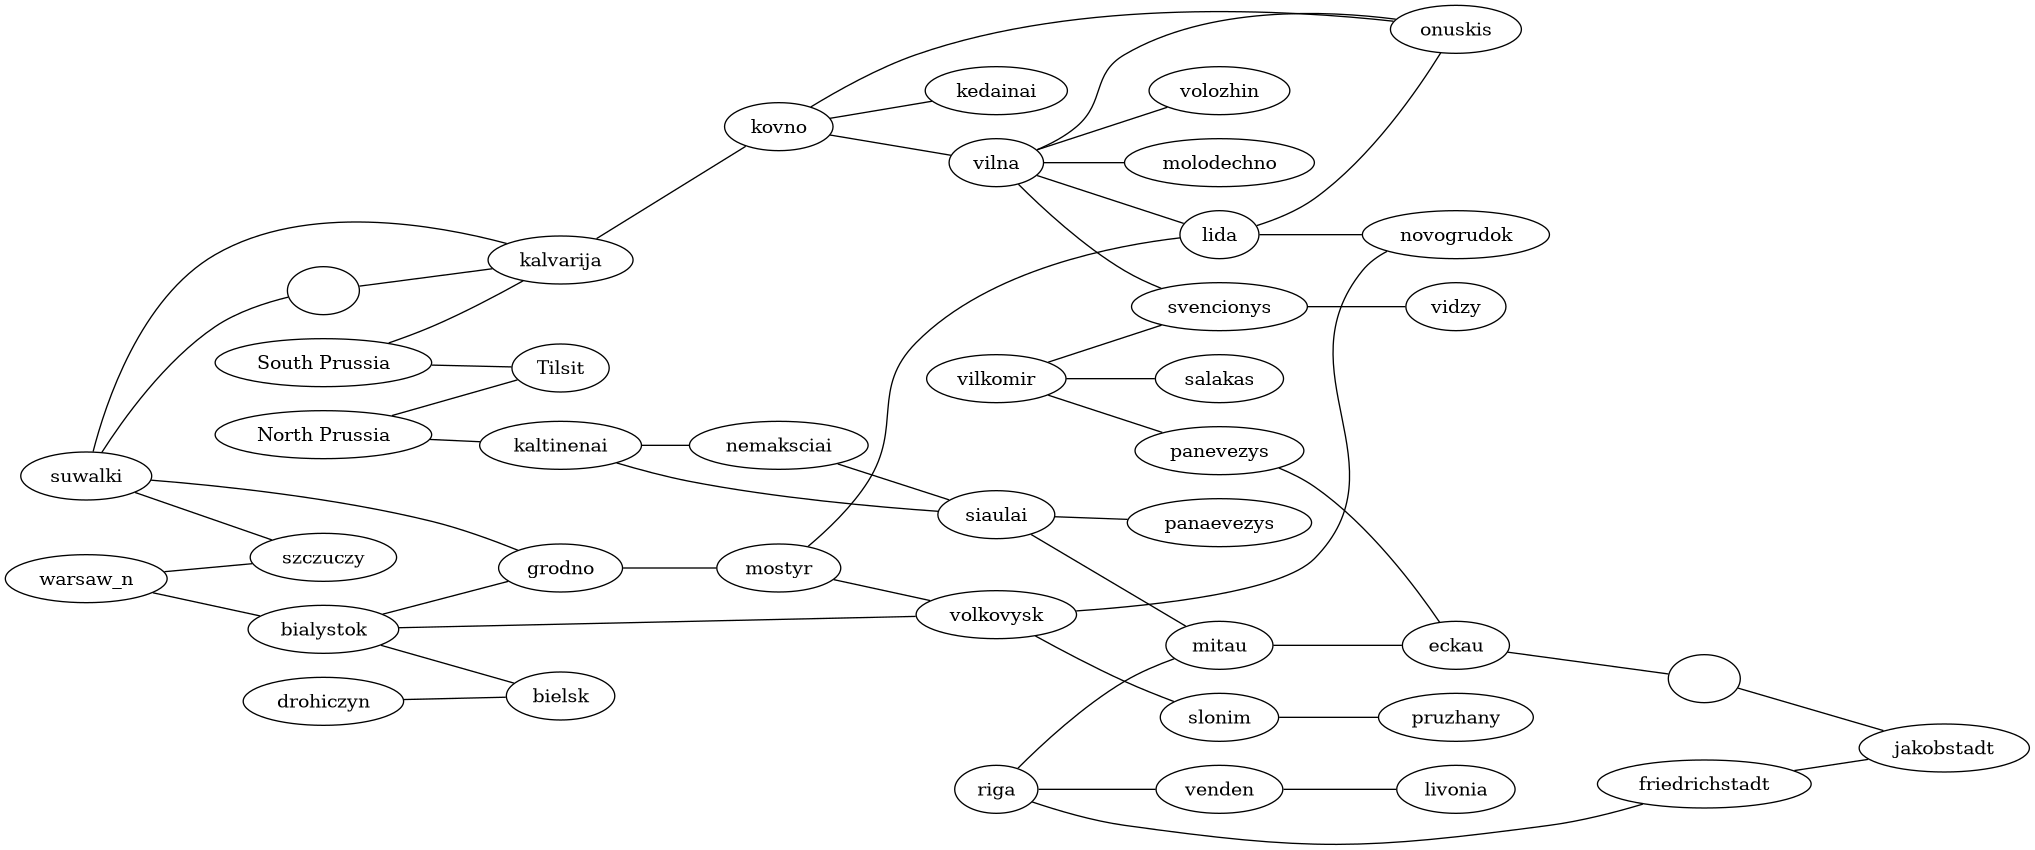 onuskis
kedainai
volozhin
kovno
vilna
molodechno
lida
novogrudok
kalvarija
svencionys
vidzy
South Prussia
Tilsit
vilkomir
salakas
North Prussia
kaltinenai
nemaksciai
panevezys
suwalki
siaulai
panaevezys
szczuczy
grodno
mostyr
warsaw_n
volkovysk
bialystok
mitau
eckau
drohiczyn
bielsk
slonim
pruzhany
jakobstadt
riga
venden
livonia
friedrichstadt